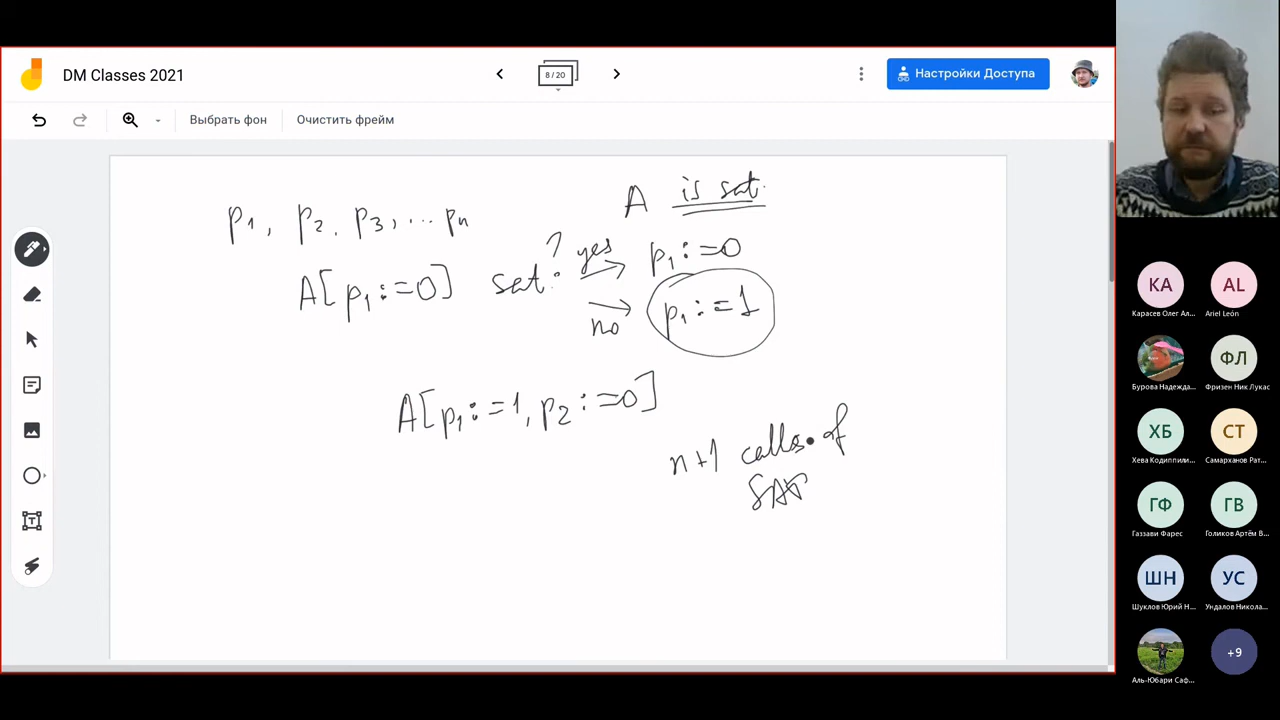 DM Classes 2021
8 / 20
Настройки Доступа
Выбрать фон
Очистить фрейм
A is sat.
p1, p2, p3, ... pn
A[p1:=0] sat.? yes p1:=0
no p1:=1
A[p1:=1, p2:=0]
n+1 calls of
SAT
КА
AL
Карасев Олег Ал...
Ariel León
ФЛ
Бурова Надежда...
Фризен Ник Лукас
ХБ
СТ
Хева Кодиппили...
Самарханов Рат...
ГФ
ГВ
Газзави Фарес
Голиков Артём В...
ШН
УС
Шуклов Юрий Н...
Ундалов Никола...
+9
Аль-Юбари Саф...